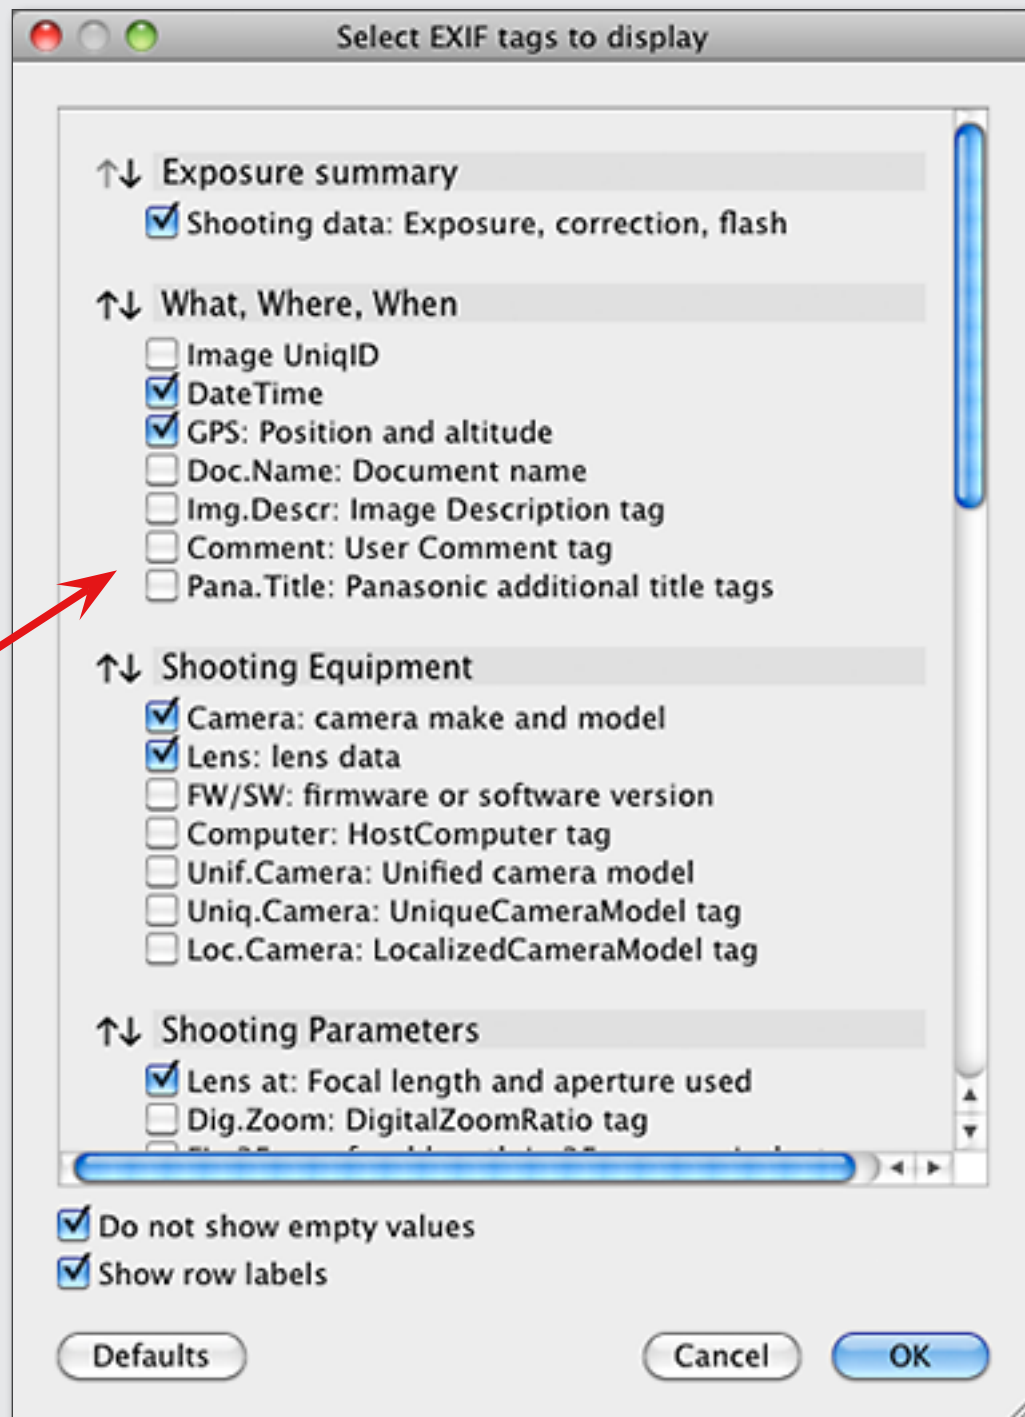 Select EXIF tags to display
Exposure summary
Shooting data: Exposure, correction, flash
What, Where, When
Image UniqID
DateTime
GPS: Position and altitude
Doc.Name: Document name
Img.Descr: Image Description tag
Comment: User Comment tag
Pana.Title: Panasonic additional title tags
Shooting Equipment
Camera: camera make and model
Lens: lens data
FW/SW: firmware or software version
Computer: HostComputer tag
Unif.Camera: Unified camera model
Uniq.Camera: UniqueCameraModel tag
Loc.Camera: LocalizedCameraModel tag
Shooting Parameters
Lens at: Focal length and aperture used
Dig.Zoom: DigitalZoomRatio tag
Do not show empty values
Show row labels
Defaults
Cancel
OK